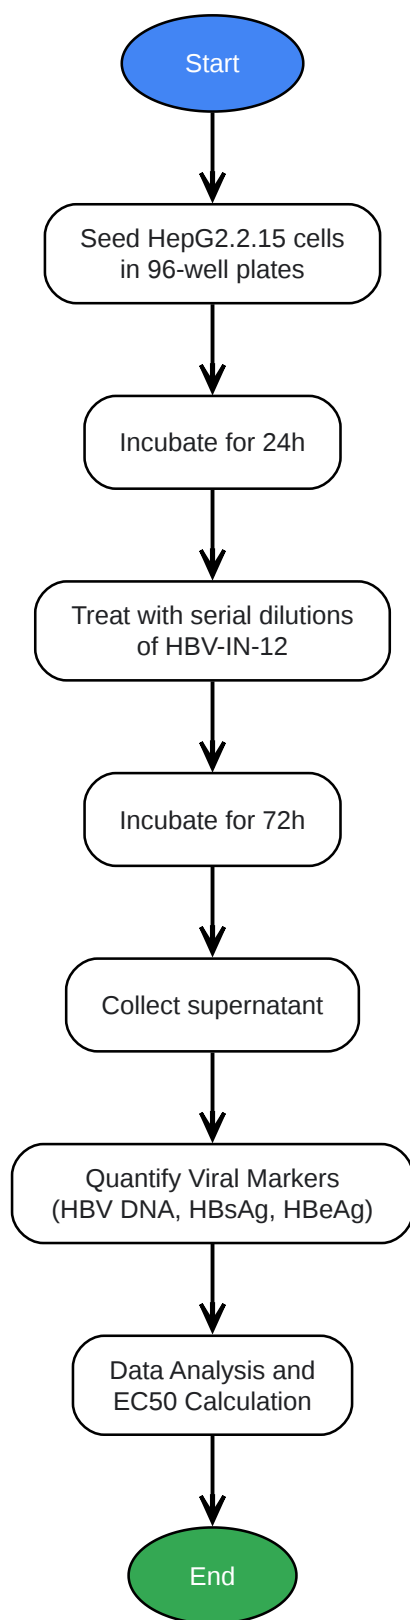 Start
Seed HepG2.2.15 cells
in 96-well plates
Incubate for 24h
Treat with serial dilutions
of HBV-IN-12
Incubate for 72h
Collect supernatant
Quantify Viral Markers
(HBV DNA, HBsAg, HBeAg)
Data Analysis and
EC50 Calculation
End